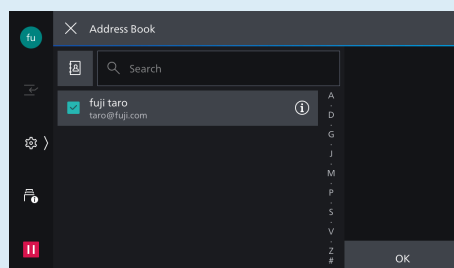 fu
Address Book
Search
fuji taro
taro@fuji.com
A
.
D
.
G
.
J
.
M
.
P
.
S
.
V
.
Z
#
OK